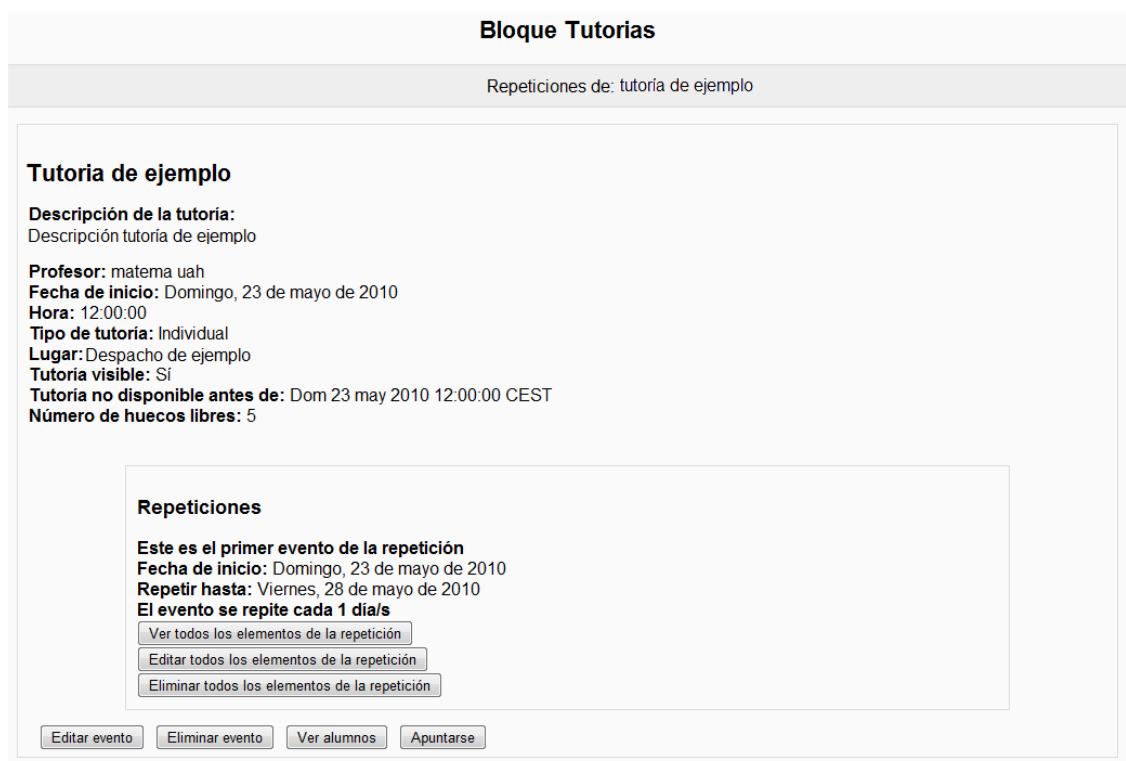 Bloque Tutorias
Repeticiones de: tutoría de ejemplo
Tutoria de ejemplo
Descripción de la tutoría:
Descripción tutoría de ejemplo
Profesor: matema uah
Fecha de inicio: Domingo, 23 de mayo de 2010
Hora: 12:00:00
Tipo de tutoría: Individual
Lugar: Despacho de ejemplo
Tutoría visible: Sí
Tutoría no disponible antes de: Dom 23 may 2010 12:00:00 CEST
Número de huecos libres: 5
Repeticiones
Este es el primer evento de la repetición
Fecha de inicio: Domingo, 23 de mayo de 2010
Repetir hasta: Viernes, 28 de mayo de 2010
El evento se repite cada 1 día/s
Ver todos los elementos de la repetición
Editar todos los elementos de la repetición
Eliminar todos los elementos de la repetición
Editar evento Eliminar evento Ver alumnos Apuntarse